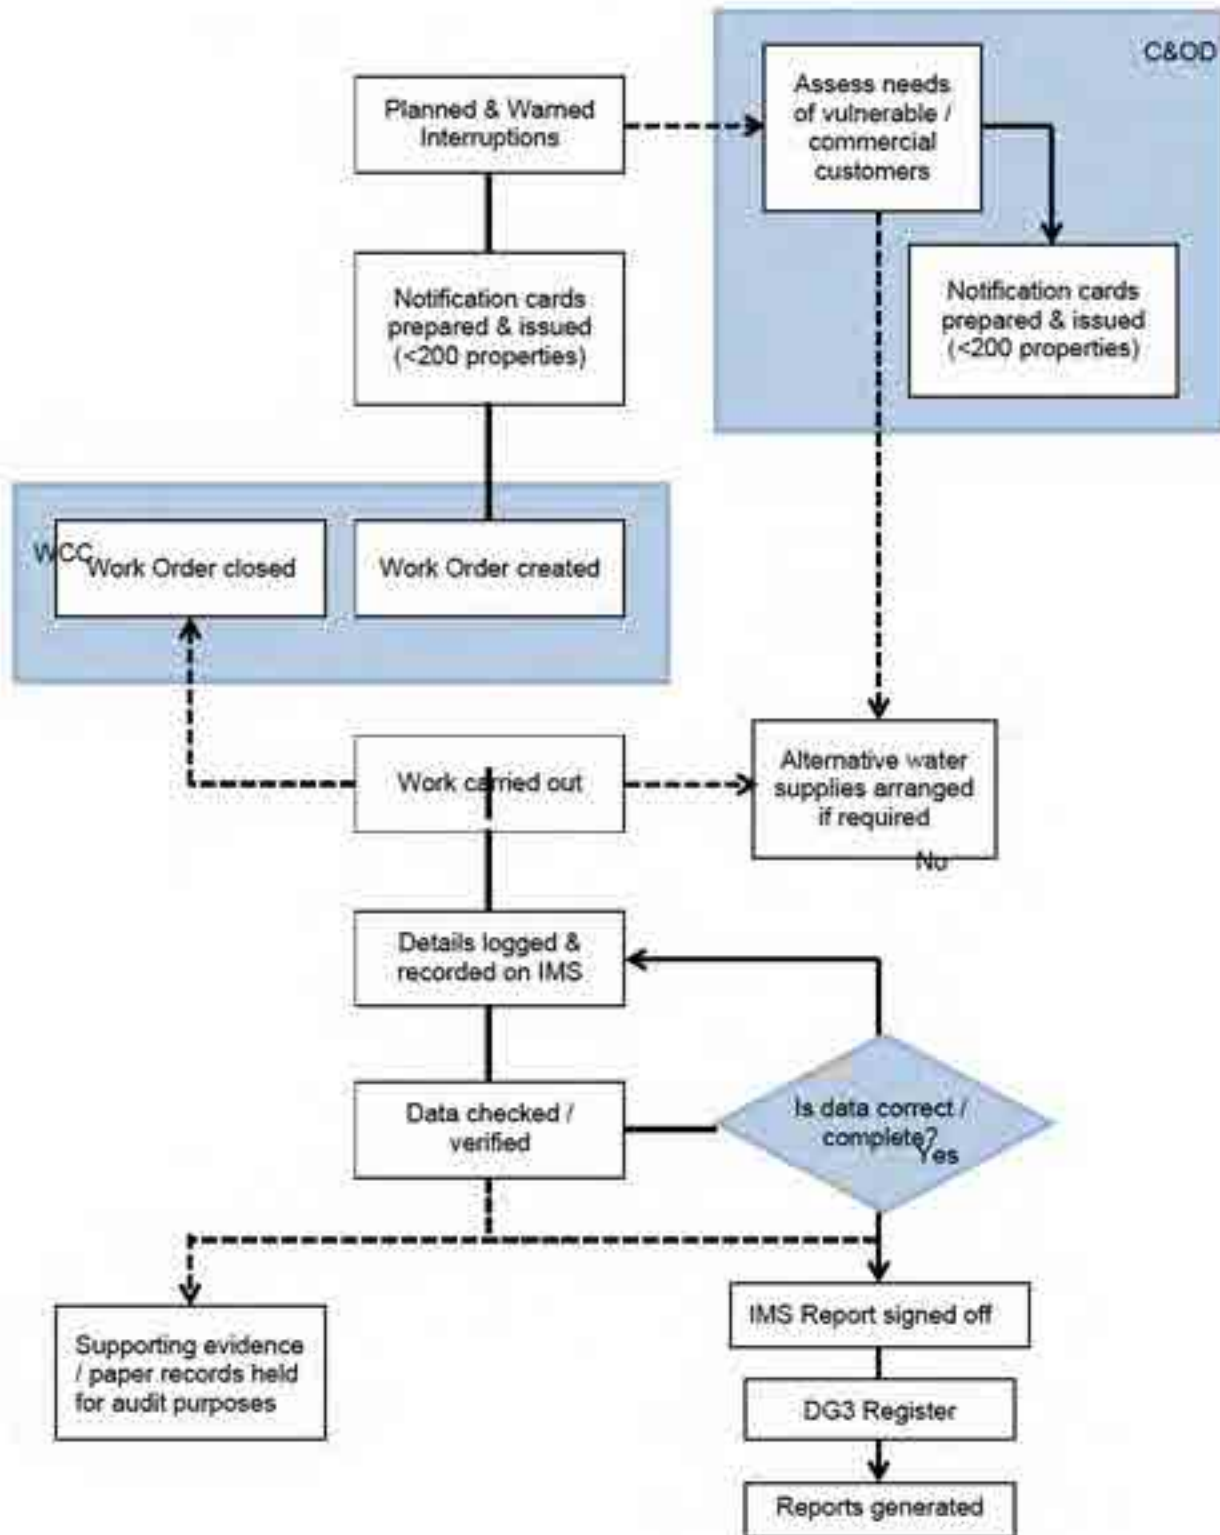 C&OD
Planned & Warned
Interruptions
Assess needs
of vulnerable /
commercial
customers
Notification cards
prepared & issued
(<200 properties)
Notification cards
prepared & issued
(<200 properties)
WCC
Work Order closed
Work Order created
Work carried out
Alternative water
supplies arranged
if required
No
Details logged &
recorded on IMS
Data checked /
verified
Is data correct /
complete?
Yes
Supporting evidence
/ paper records held
for audit purposes
IMS Report signed off
DG3 Register
Reports generated